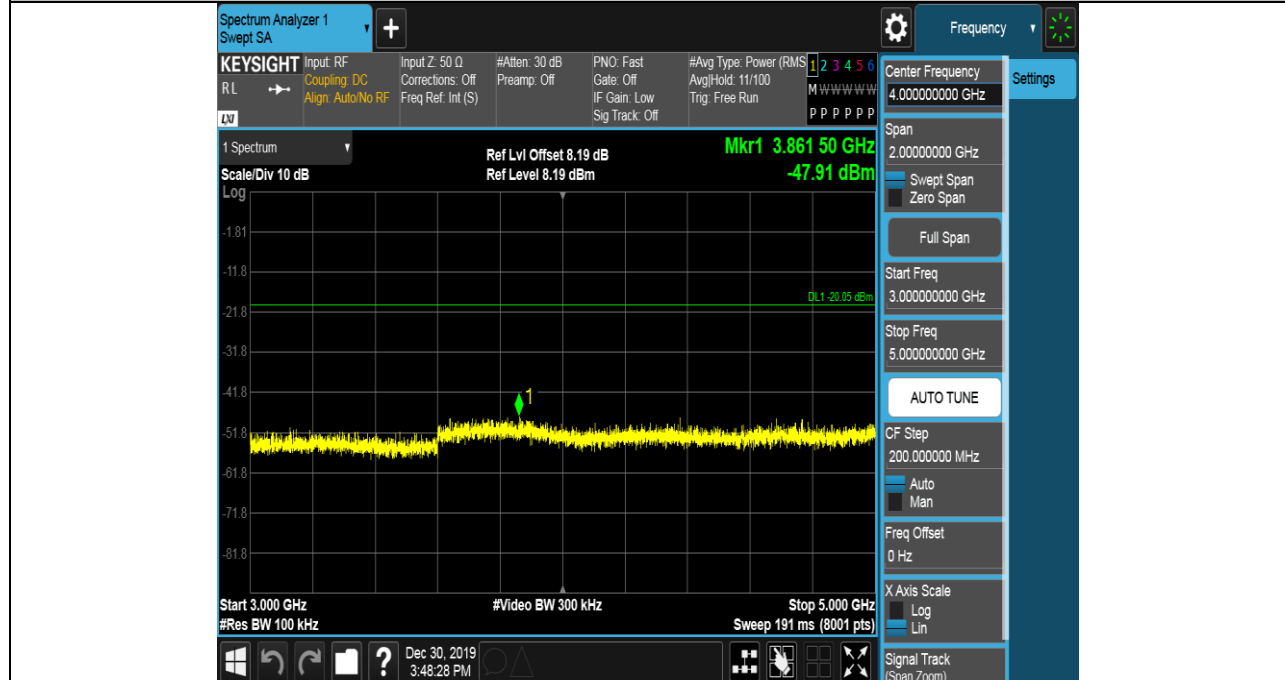 Spectrum Analyzer 1
Swept SA
+
Frequency
KEYSIGHT
RL
LXI
Input: RF
Coupling: DC
Align: Auto/No RF
Input Z: 50 Ω
Corrections: Off
Freq Ref: Int (S)
#Atten: 30 dB
Preamp: Off
PNO: Fast
Gate: Off
IF Gain: Low
Sig Track: Off
#Avg Type: Power (RMS
Avg|Hold: 11/100
Trig: Free Run
1 2 3 4 5 6
M W W W W W
P P P P P P
1 Spectrum
Scale/Div 10 dB
Log
Ref Lvl Offset 8.19 dB
Ref Level 8.19 dBm
Mkr1 3.861 50 GHz
-47.91 dBm
-1.81
-11.8
DL1 -20.05 dBm
-21.8
-31.8
-41.8
1
-51.8
-61.8
-71.8
-81.8
Start 3.000 GHz
#Res BW 100 kHz
#Video BW 300 kHz
Stop 5.000 GHz
Sweep 191 ms (8001 pts)
?
Dec 30, 2019
3:48:28 PM
Center Frequency
4.000000000 GHz
Settings
Span
2.00000000 GHz
Swept Span
Zero Span
Full Span
Start Freq
3.000000000 GHz
Stop Freq
5.000000000 GHz
AUTO TUNE
CF Step
200.000000 MHz
Auto
Man
Freq Offset
0 Hz
X Axis Scale
Log
Lin
Signal Track
(Span Zoom)